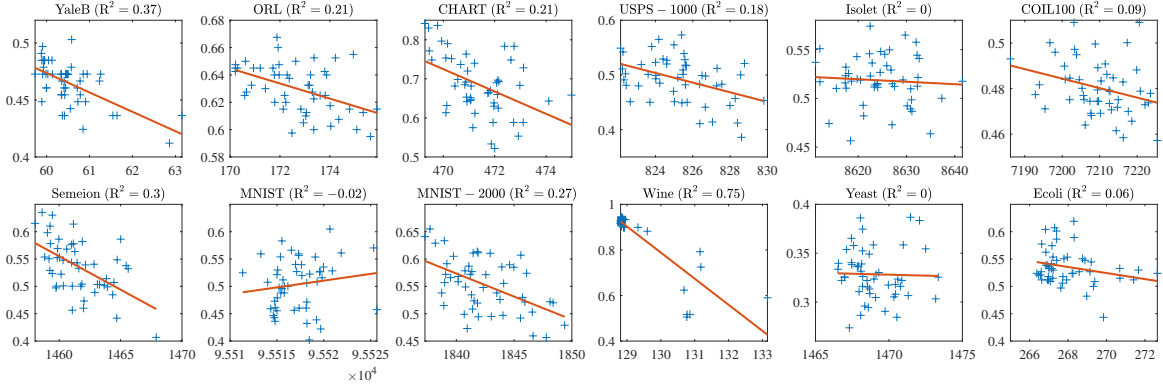 YaleB (R² = 0.37) ORL (R² = 0.21) CHART (R² = 0.21) USPS − 1000 (R² = 0.18) Isolet (R² = 0) COIL100 (R² = 0.09)
0.5 0.45 0.4
60 61 62 63
0.68 0.66 0.64 0.62 0.6 0.58
170 172 174
0.8 0.7 0.6 0.5
470 472 474
0.6 0.5 0.4
824 826 828 830
0.55 0.5 0.45
8620 8630 8640
0.5 0.48 0.46
7190 7200 7210 7220
Semeion (R² = 0.3) MNIST (R² = −0.02) MNIST − 2000 (R² = 0.27) Wine (R² = 0.75) Yeast (R² = 0) Ecoli (R² = 0.06)
0.6 0.55 0.5 0.45 0.4
1460 1465 1470
0.6 0.55 0.5 0.45 0.4
9.551 9.5515 9.552 9.5525
×10⁴
0.6 0.55 0.5 0.45
1840 1845 1850
1 0.8 0.6 0.4
129 130 131 132 133
0.4 0.35 0.3
1465 1470 1475
0.6 0.55 0.5 0.45 0.4
266 268 270 272